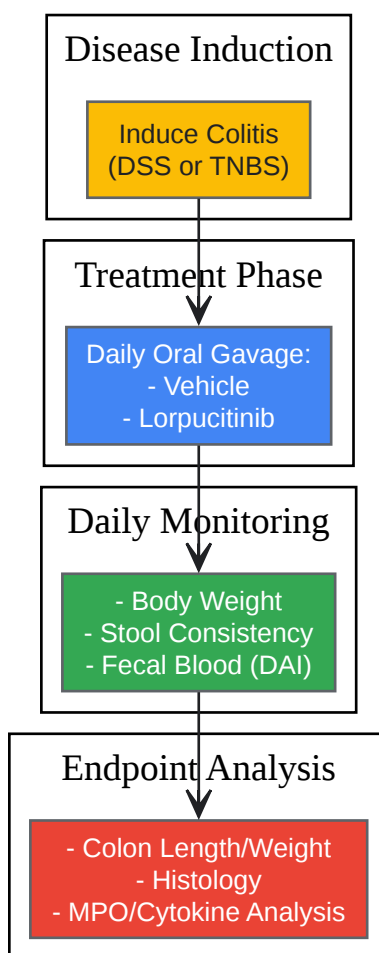 Disease Induction
Induce Colitis
(DSS or TNBS)
Treatment Phase
Daily Oral Gavage:
- Vehicle
- Lorpucitinib
Daily Monitoring
- Body Weight
- Stool Consistency
- Fecal Blood (DAI)
Endpoint Analysis
- Colon Length/Weight
- Histology
- MPO/Cytokine Analysis